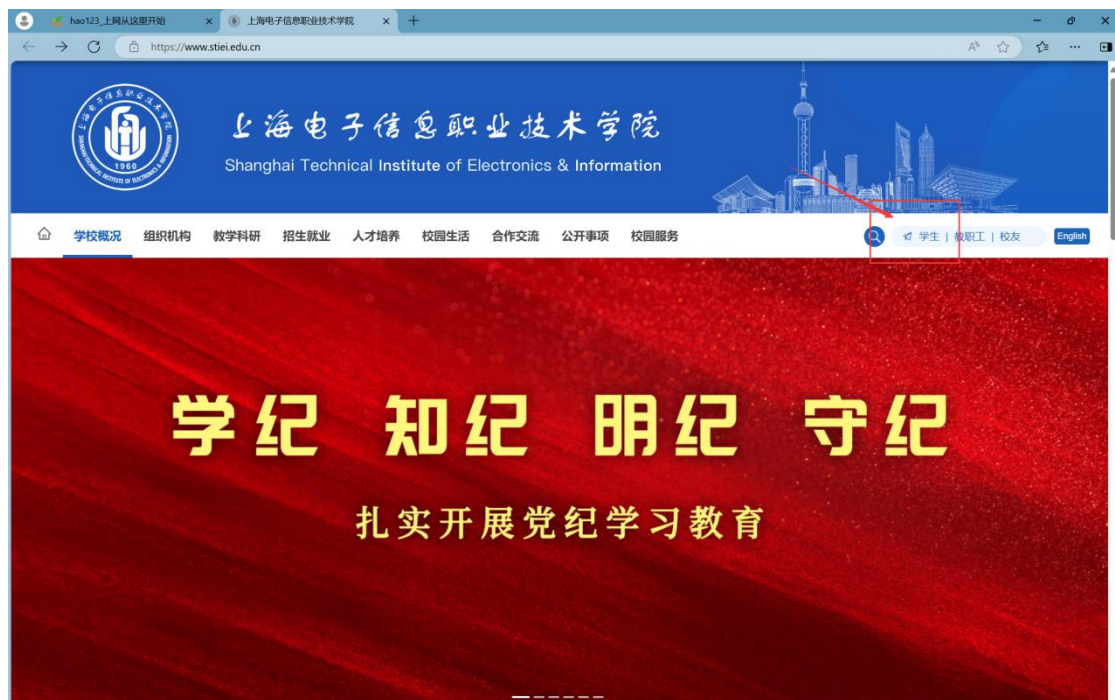 hao123_上网从这里开始
上海电子信息职业技术学院
https://www.stiei.edu.cn
上海电子信息职业技术学院
Shanghai Technical Institute of Electronics & Information
1960
学校概况 组织机构 教学科研 招生就业 人才培养 校园生活 合作交流 公开事项 校园服务
学生 | 教职工 | 校友
English
学纪 知纪 明纪 守纪
扎实开展党纪学习教育